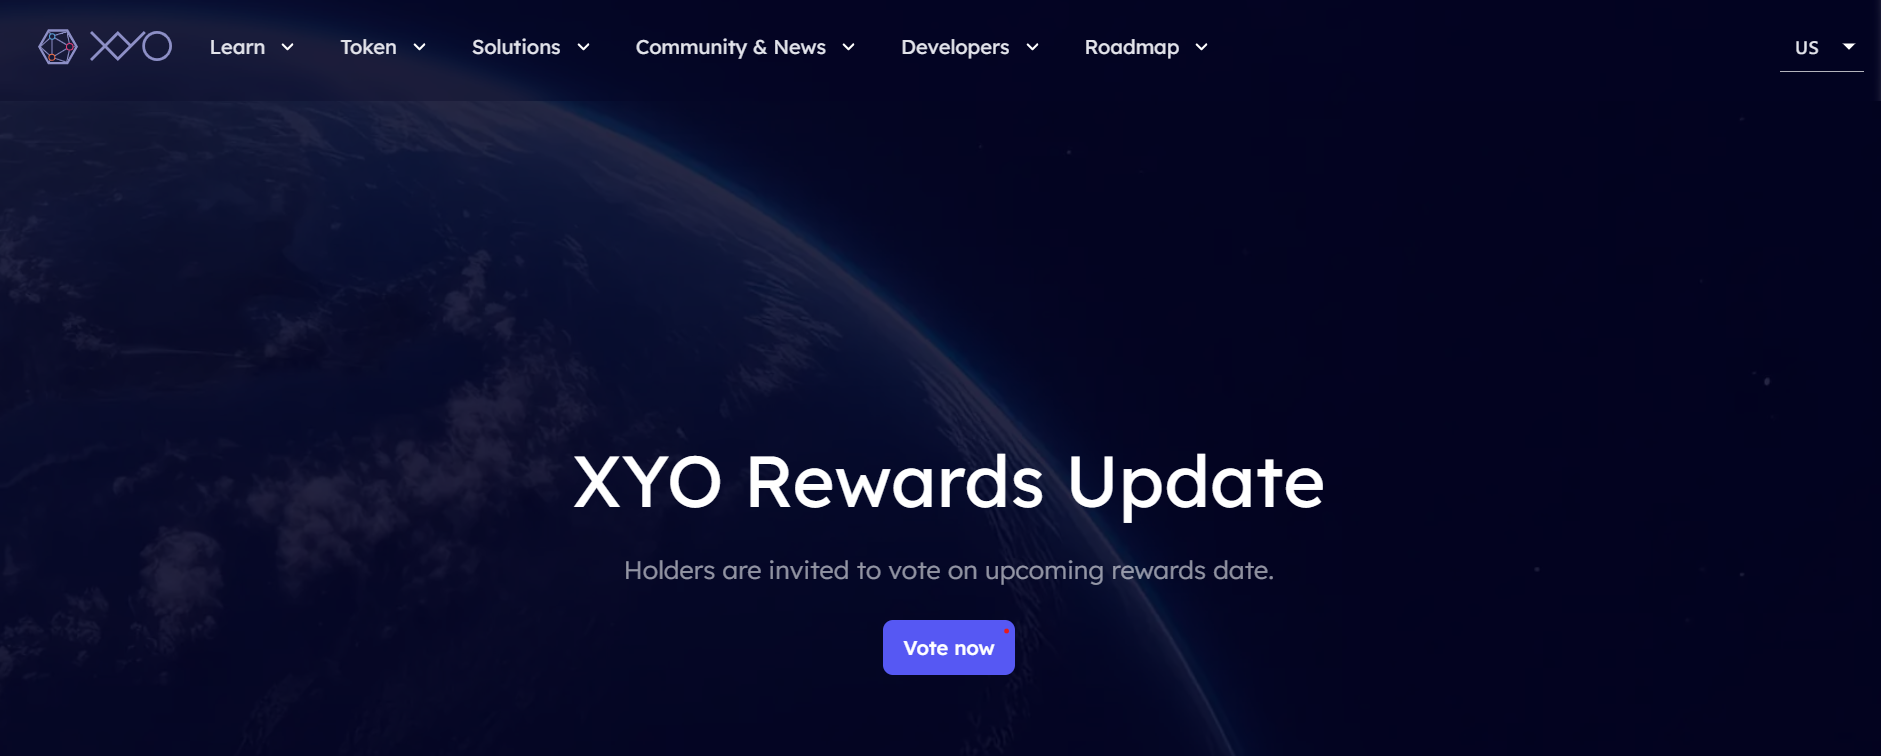 XYO Learn Token Solutions Community & News Developers Roadmap US
XYO Rewards Update
Holders are invited to vote on upcoming rewards date.
Vote now